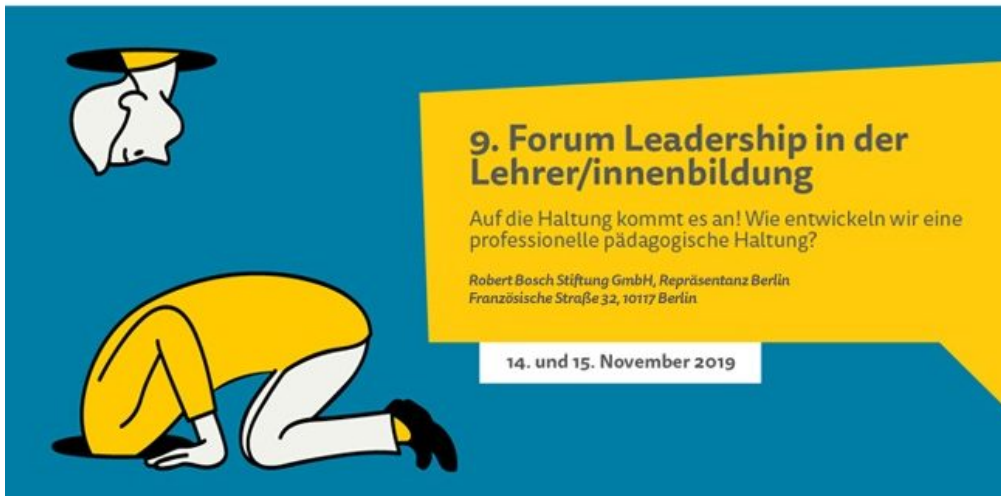 9. Forum Leadership in der
Lehrer/innenbildung
Auf die Haltung kommt es an! Wie entwickeln wir eine
professionelle pädagogische Haltung?
Robert Bosch Stiftung GmbH, Repräsentanz Berlin
Französische Straße 32, 10117 Berlin
14. und 15. November 2019